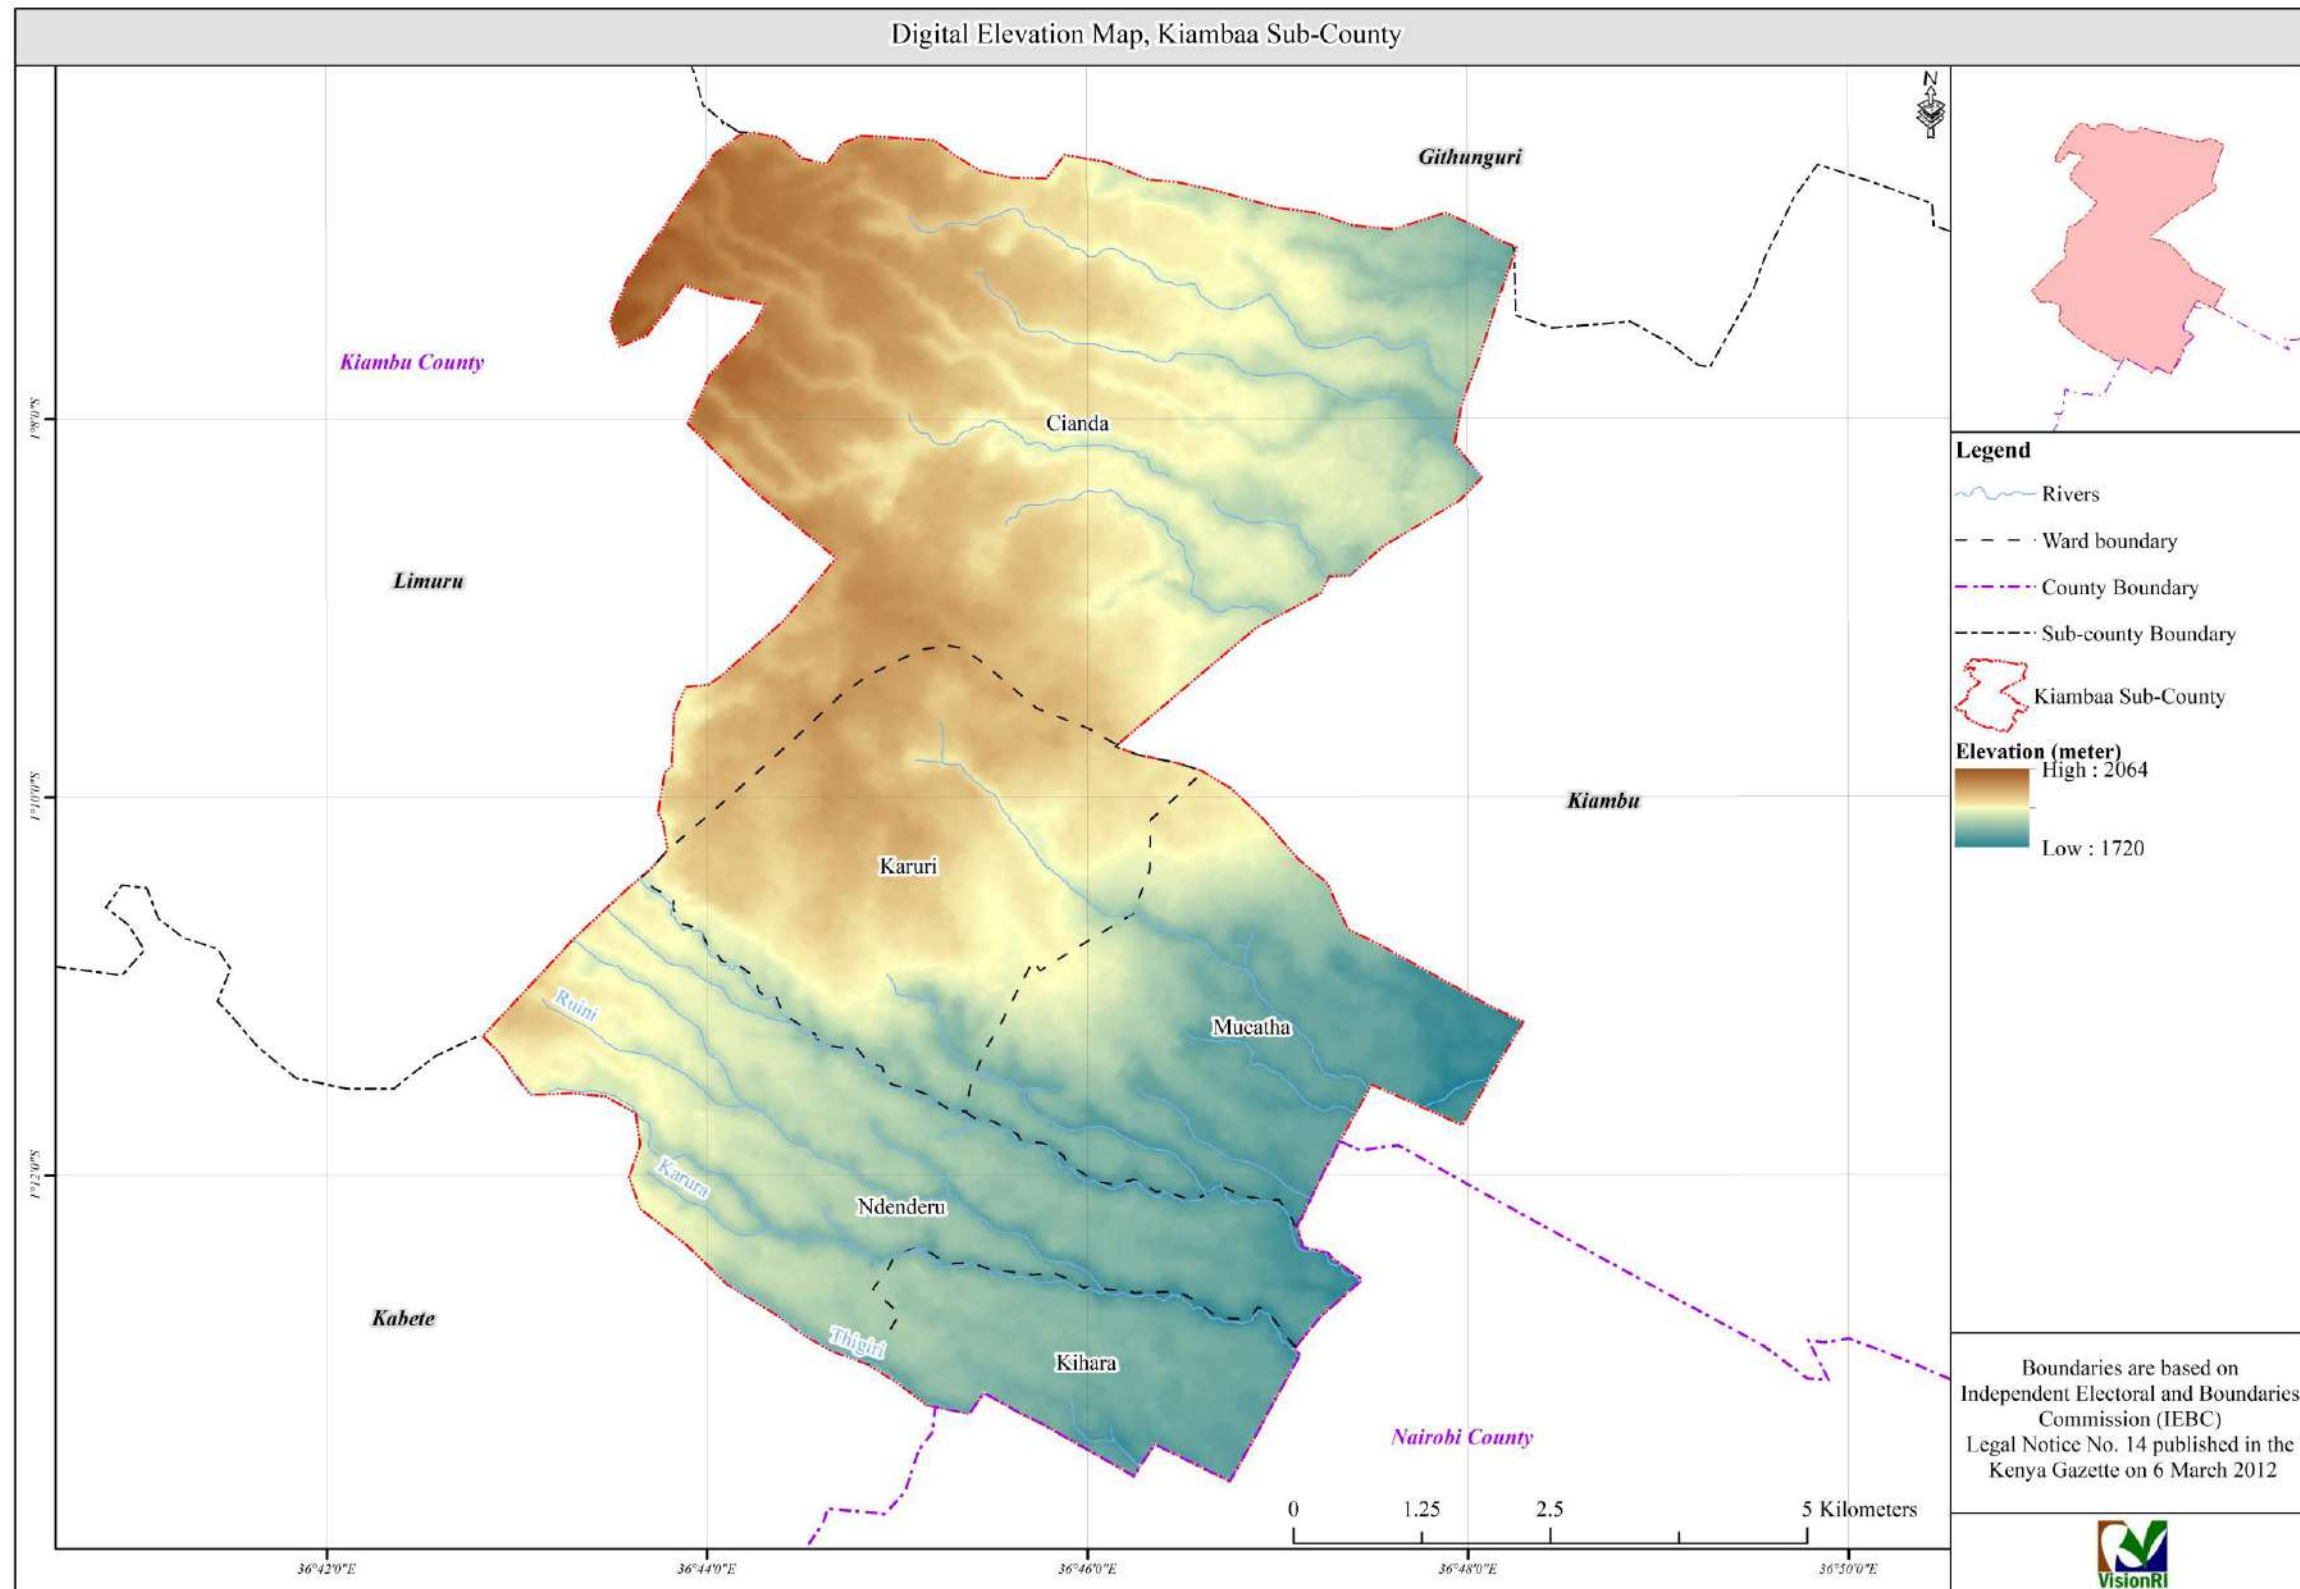 Digital Elevation Map, Kiambaa Sub-County
N
Githunguri
Kiambu County
1°8'0"S
Cianda
Limuru
1°10'0"S
Kiambu
Karuri
Ruini
Mucatha
1°12'0"S
Karura
Ndenderu
Kabete
Thigiri
Kihara
Nairobi County
0 1.25 2.5 5 Kilometers
36°42'0"E 36°44'0"E 36°46'0"E 36°48'0"E 36°50'0"E
Legend
Rivers
Ward boundary
County Boundary
Sub-county Boundary
Kiambaa Sub-County
Elevation (meter)
High : 2064
Low : 1720
Boundaries are based on
Independent Electoral and Boundaries
Commission (IEBC)
Legal Notice No. 14 published in the
Kenya Gazette on 6 March 2012
VisionRI